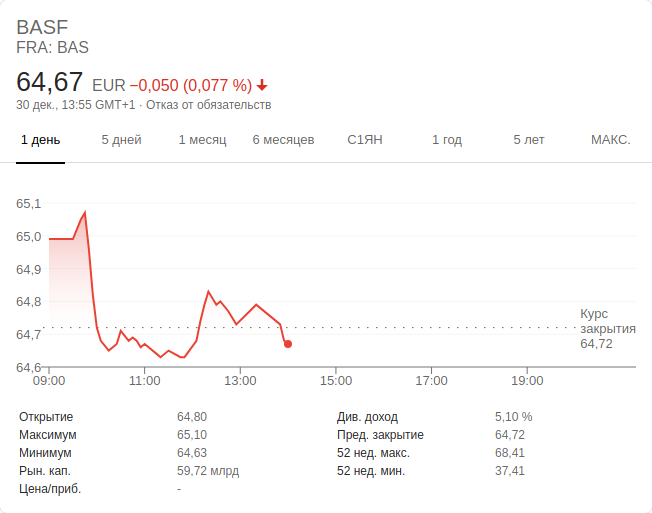 BASF
FRA: BAS
64,67 EUR −0,050 (0,077 %)
30 дек., 13:55 GMT+1 · Отказ от обязательств
1 день 5 дней 1 месяц 6 месяцев С1ЯН 1 год 5 лет МАКС.
65,1
65,0
64,9
64,8
64,7
64,6
Курс
закрытия
64,72
09:00 11:00 13:00 15:00 17:00 19:00
Открытие 64,80 Див. доход 5,10 %
Максимум 65,10 Пред. закрытие 64,72
Минимум 64,63 52 нед. макс. 68,41
Рын. кап. 59,72 млрд 52 нед. мин. 37,41
Цена/приб. -